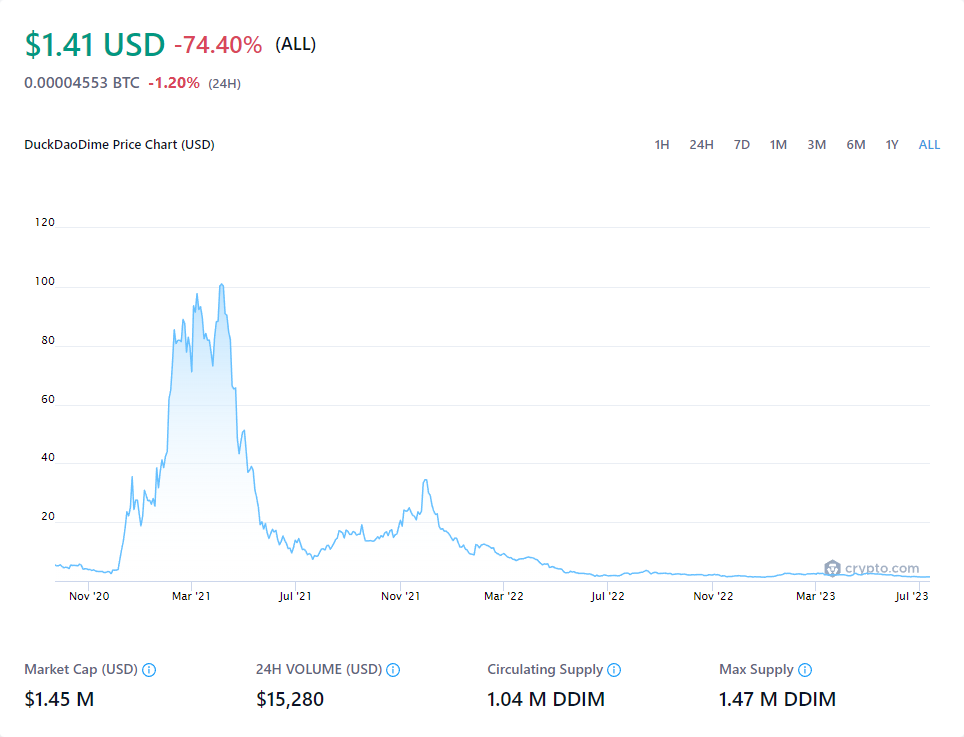 $1.41 USD -74.40% (ALL)
0.00004553 BTC -1.20% (24H)
DuckDaoDime Price Chart (USD) 1H 24H 7D 1M 3M 6M 1Y ALL
120
100
80
60
40
20
crypto.com
Nov '20 Mar '21 Jul '21 Nov '21 Mar '22 Jul '22 Nov '22 Mar '23 Jul '23
Market Cap (USD) 24H VOLUME (USD) Circulating Supply Max Supply
$1.45 M $15,280 1.04 M DDIM 1.47 M DDIM